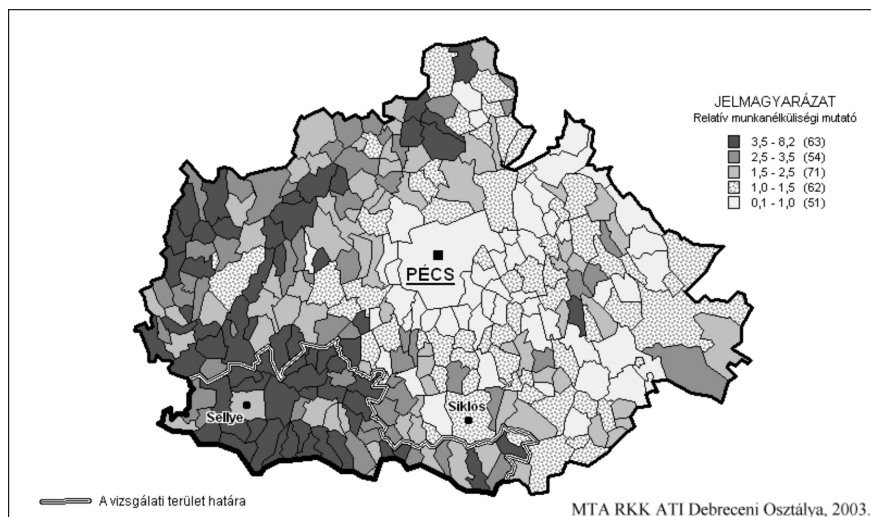 JELMAGYARÁZAT
Relatív munkanélküliségi mutató
3,5 - 8,2 (63)
2,5 - 3,5 (54)
1,5 - 2,5 (71)
1,0 - 1,5 (62)
0,1 - 1,0 (51)
PÉCS
Sellye
Siklós
A vizsgálati terület határa
MTA RKK ATI Debreceni Osztálya, 2003.